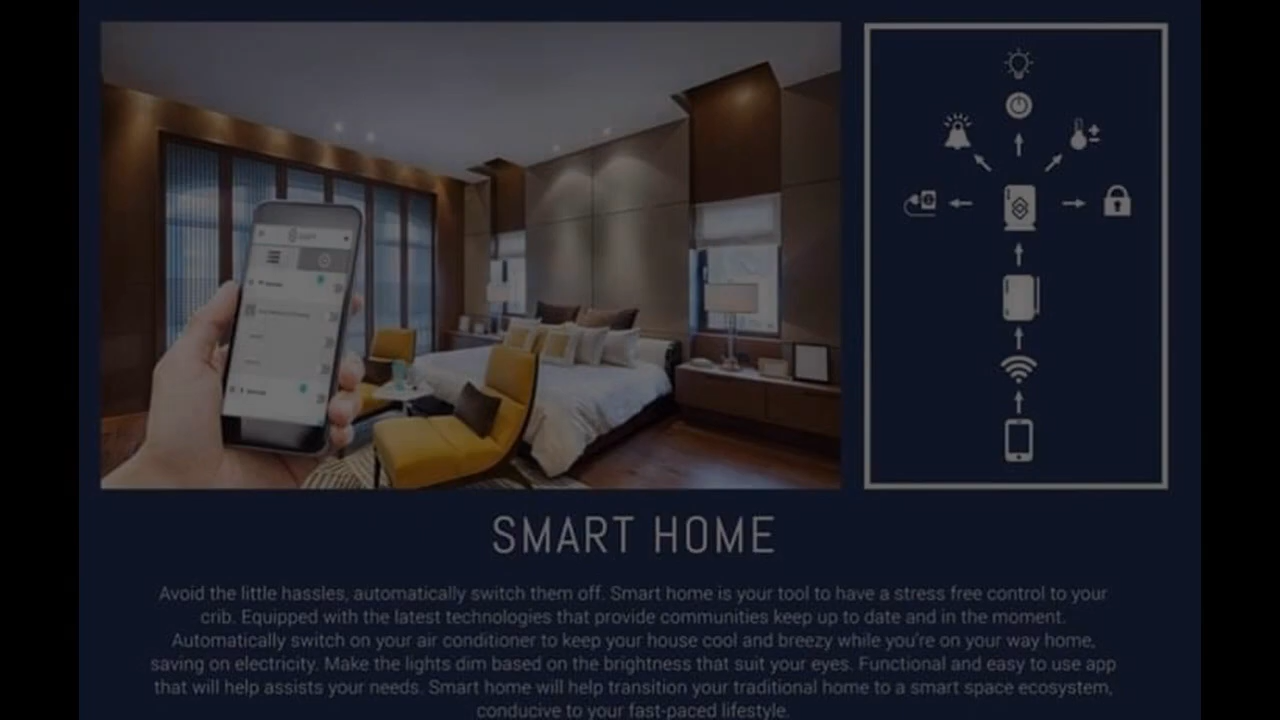 SMART HOME
Avoid the little hassles, automatically switch them off. Smart home is your tool to have a stress free control to your
crib. Equipped with the latest technologies that provide communities keep up to date and in the moment.
Automatically switch on your air conditioner to keep your house cool and breezy while you're on your way home,
saving on electricity. Make the lights dim based on the brightness that suit your eyes. Functional and easy to use app
that will help assists your needs. Smart home will help transition your traditional home to a smart space ecosystem,
conducive to your fast-paced lifestyle.